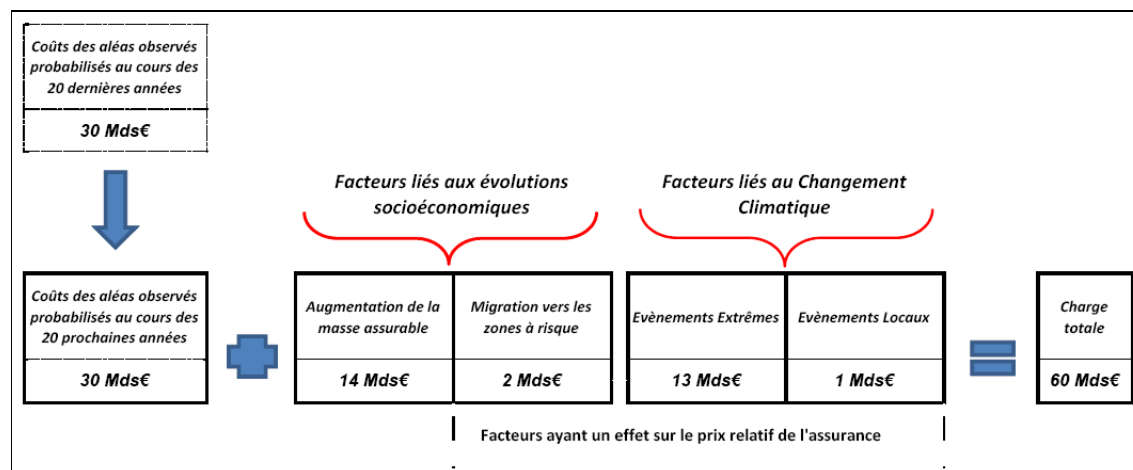 Coûts des aléas observés
probabilisés au cours des
20 dernières années
30 Mds€
Facteurs liés aux évolutions
socioéconomiques
Facteurs liés au Changement
Climatique
Coûts des aléas observés
probabilisés au cours des
20 prochaines années
30 Mds€
Augmentation de la
masse assurable
14 Mds€
Migration vers les
zones à risque
2 Mds€
Evènements Extrêmes
13 Mds€
Evènements Locaux
1 Mds€
Charge
totale
60 Mds€
Facteurs ayant un effet sur le prix relatif de l'assurance